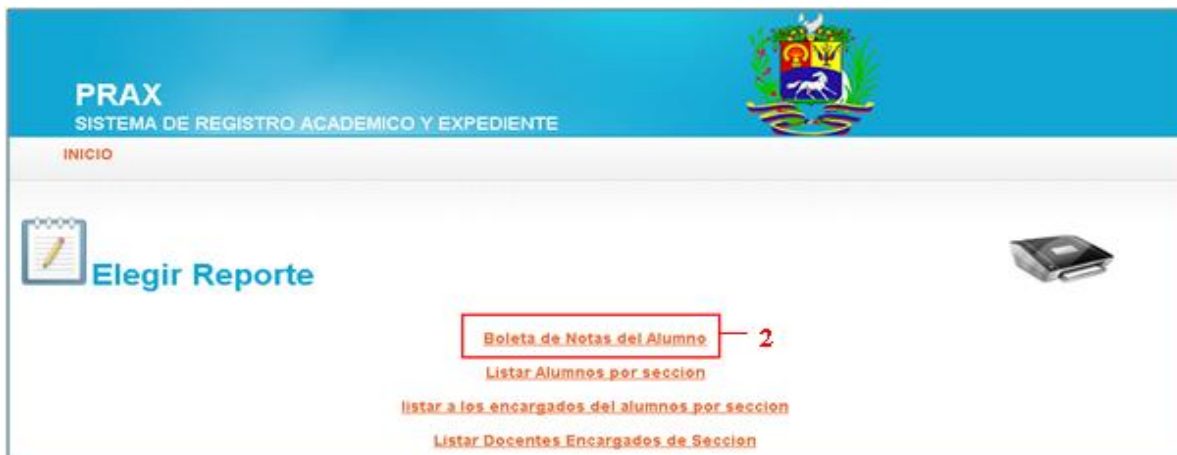 PRAX
SISTEMA DE REGISTRO ACADEMICO Y EXPEDIENTE
INICIO
Elegir Reporte
Boleta de Notas del Alumno
2
Listar Alumnos por seccion
listar a los encargados del alumnos por seccion
Listar Docentes Encargados de Seccion